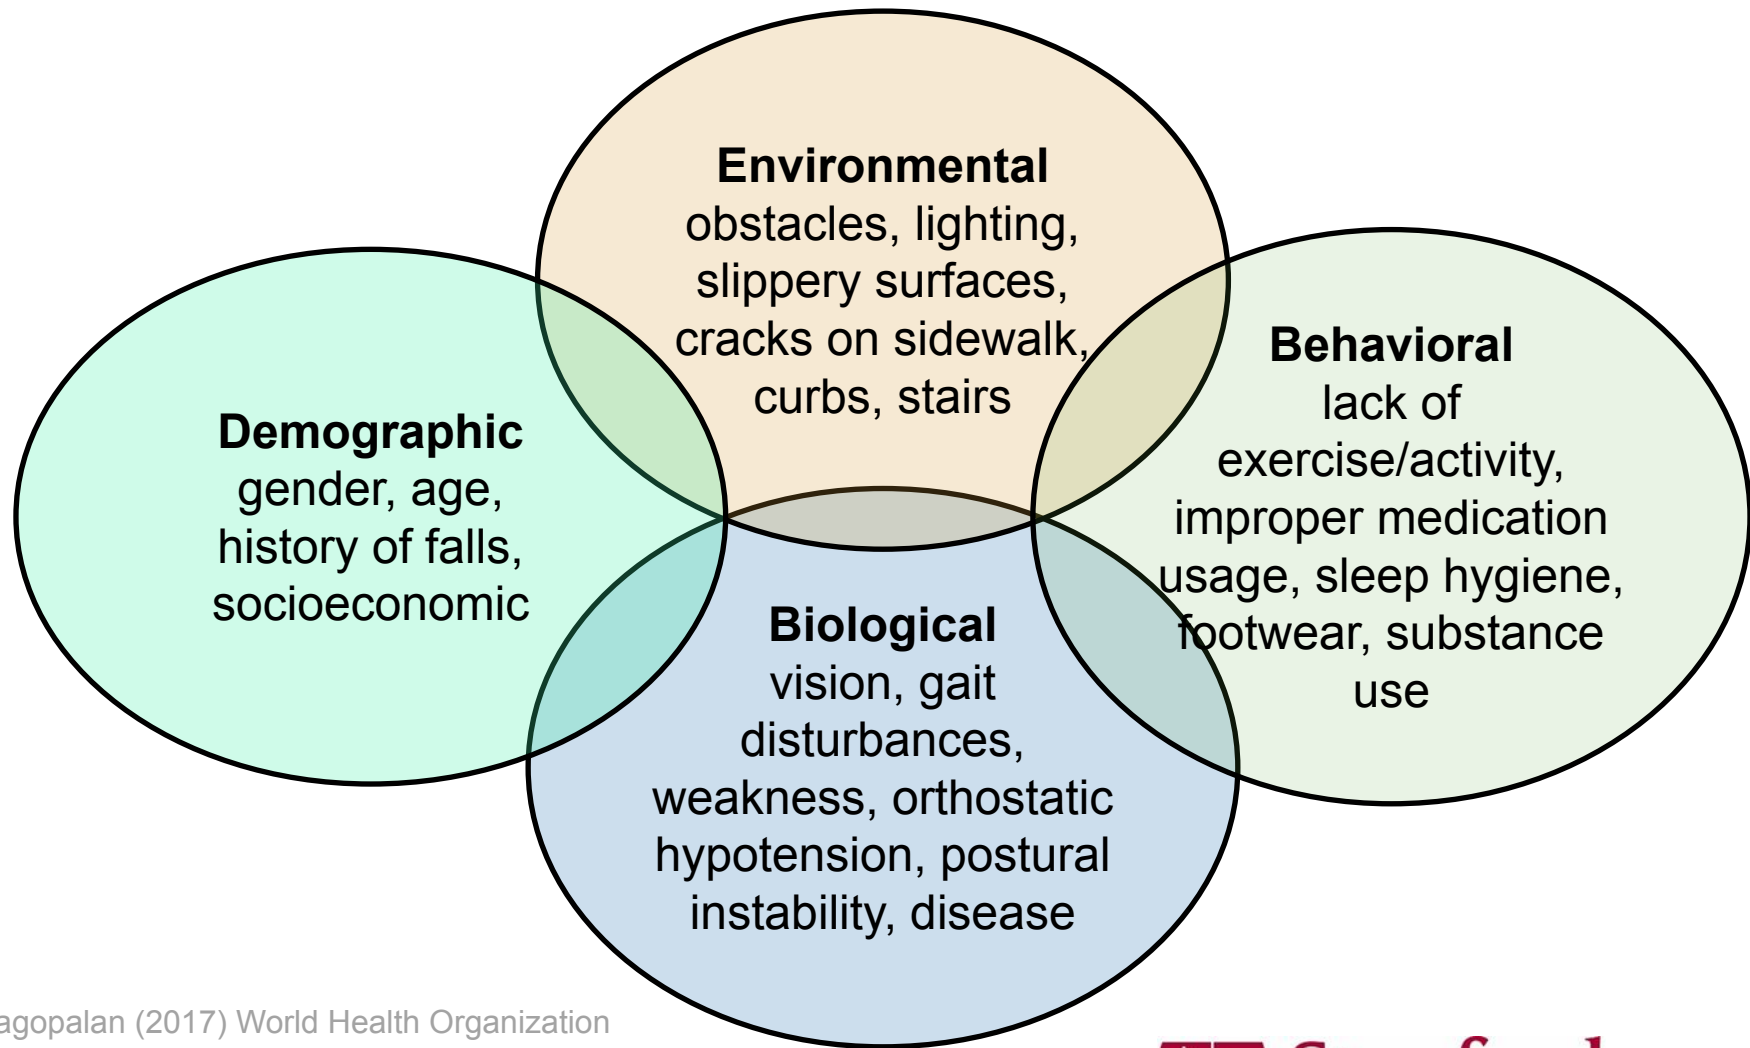 Environmental
obstacles, lighting,
slippery surfaces,
cracks on sidewalk,
curbs, stairs
Demographic
gender, age,
history of falls,
socioeconomic
Behavioral
lack of
exercise/activity,
improper medication
usage, sleep hygiene,
footwear, substance
use
Biological
vision, gait
disturbances,
weakness, orthostatic
hypotension, postural
instability, disease
agopalan (2017) World Health Organization